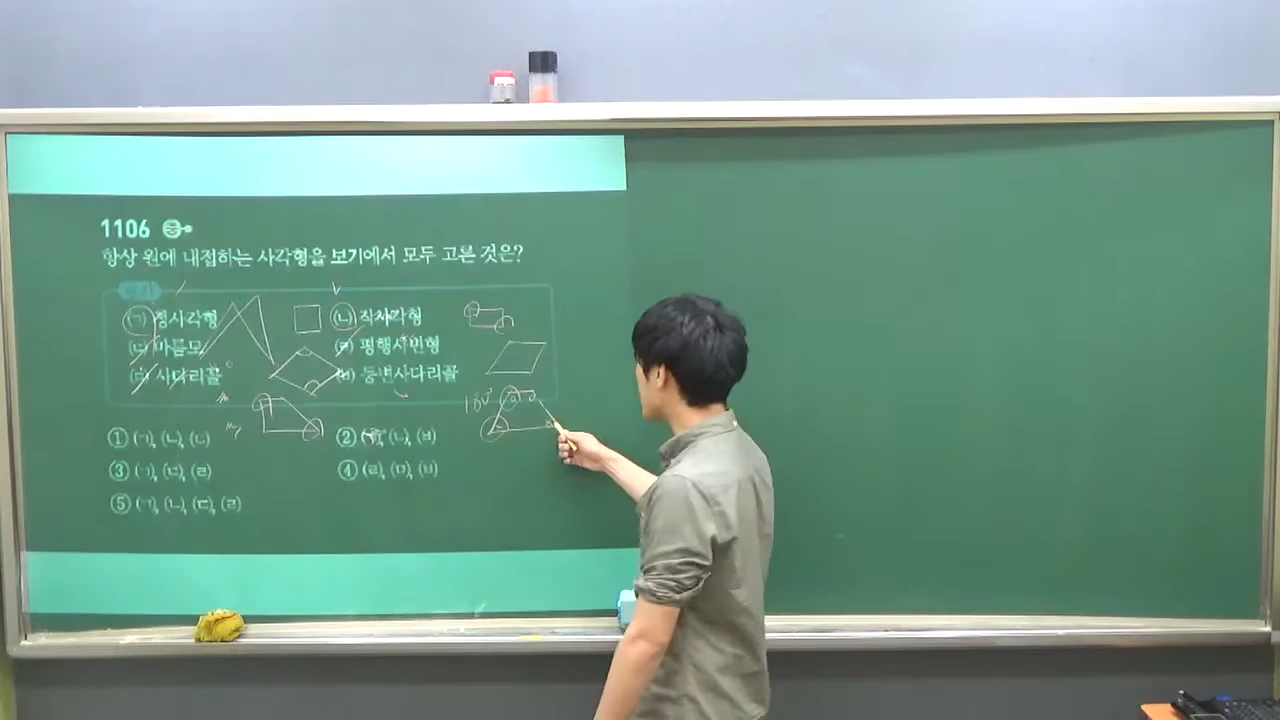 1106 중
항상 원에 내접하는 사각형을 보기에서 모두 고른 것은?
보기
(ㄱ) 정사각형 (ㄴ) 직사각형
(ㄷ) 마름모 (ㄹ) 평행사변형
(ㅁ) 사다리꼴 (ㅂ) 등변사다리꼴
180°
① (ㄱ), (ㄴ), (ㄷ) ② (ㄱ), (ㄴ), (ㅂ)
③ (ㄱ), (ㄷ), (ㄹ) ④ (ㄹ), (ㅁ), (ㅂ)
⑤ (ㄱ), (ㄴ), (ㄷ), (ㄹ)